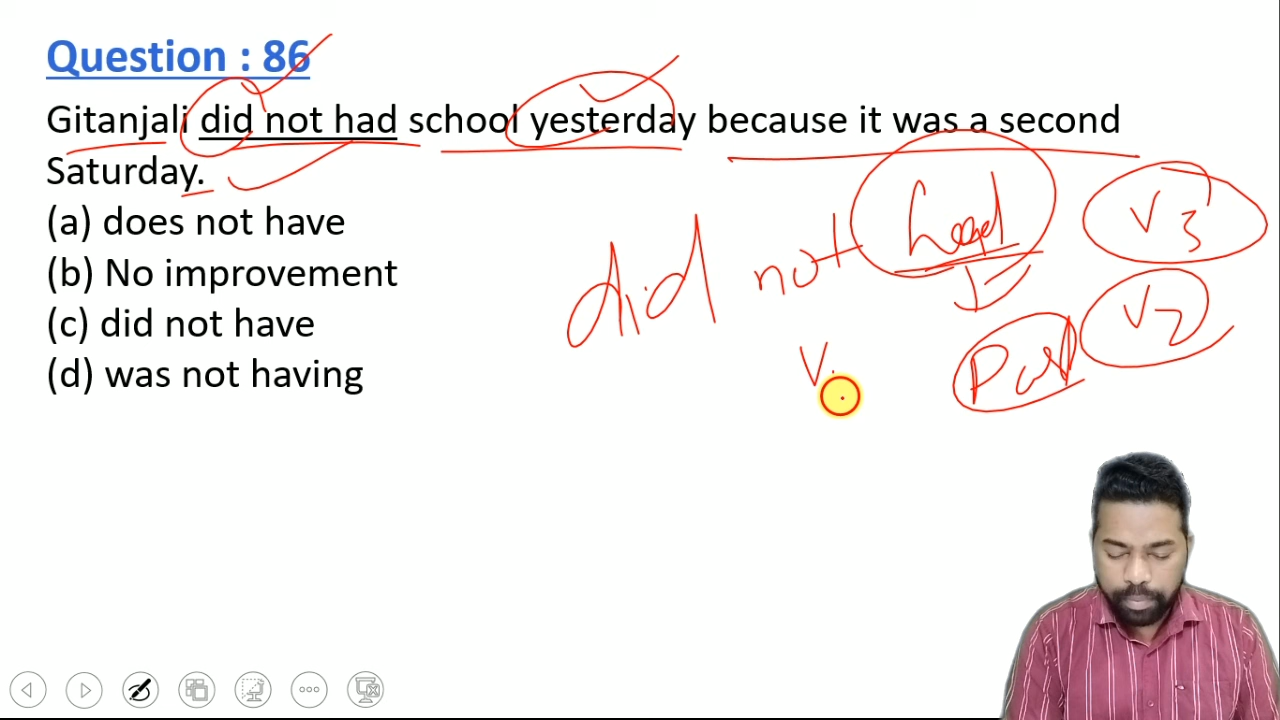 Question : 86
Gitanjali did not had school yesterday because it was a second
Saturday.
(a) does not have
(b) No improvement
(c) did not have
(d) was not having
did not had V3
V2
Past
V.